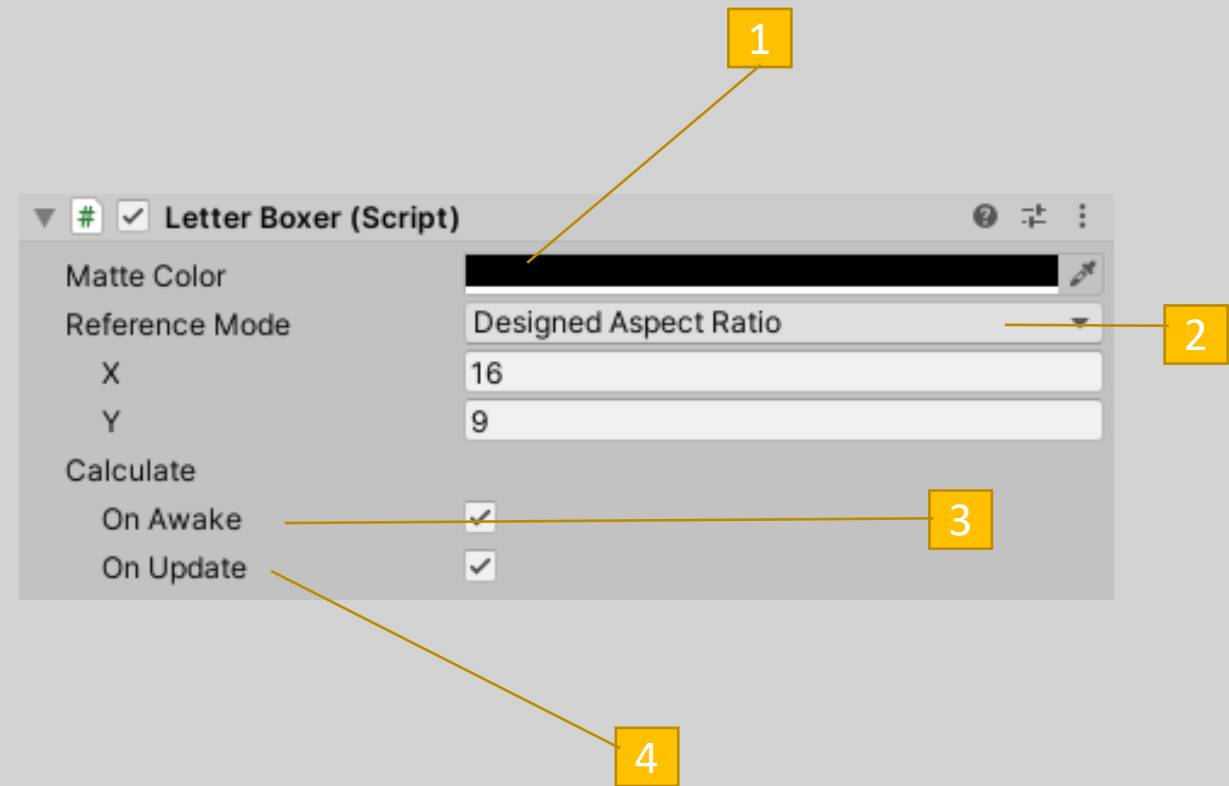 1
# Letter Boxer (Script)
Matte Color
Reference Mode Designed Aspect Ratio
2
X 16
Y 9
Calculate
On Awake
3
On Update
4